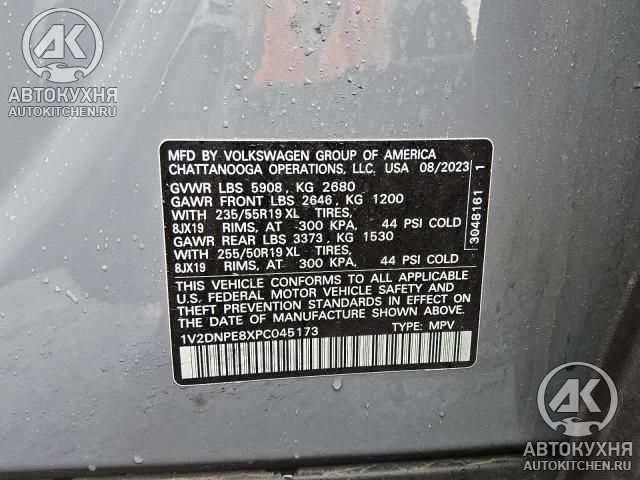 AK
АВТОКУХНЯ
AUTOKITCHEN.RU
MFD BY VOLKSWAGEN GROUP OF AMERICA
CHATTANOOGA OPERATIONS, LLC. USA 08/2023
GVWR LBS 5908, KG 2680
GAWR FRONT LBS 2646, KG 1200
WITH 235/55R19 XL TIRES,
8JX19 RIMS, AT 300 KPA, 44 PSI COLD
GAWR REAR LBS 3373, KG 1530
WITH 255/50R19 XL TIRES,
8JX19 RIMS, AT 300 KPA, 44 PSI COLD
THIS VEHICLE CONFORMS TO ALL APPLICABLE
U.S. FEDERAL MOTOR VEHICLE SAFETY AND
THEFT PREVENTION STANDARDS IN EFFECT ON
THE DATE OF MANUFACTURE SHOWN ABOVE.
1V2DNPE8XPC045173 TYPE: MPV
3048161 1
AK
АВТОКУХНЯ
AUTOKITCHEN.RU